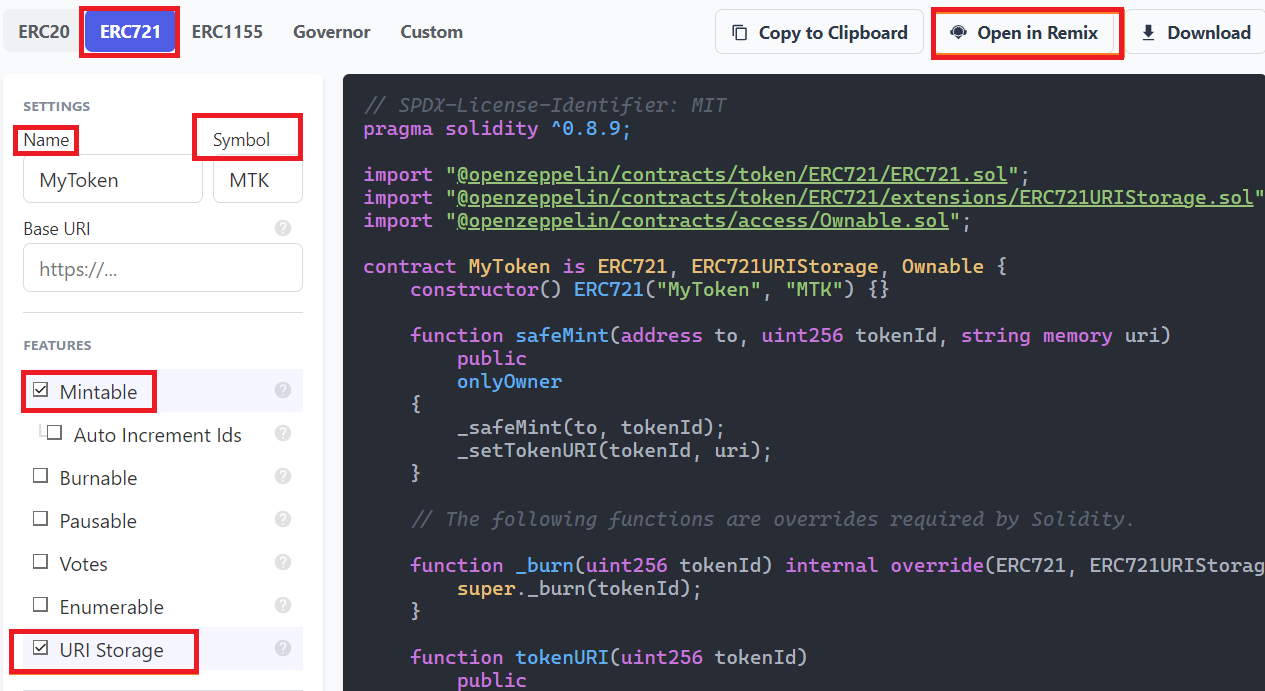 ERC20 ERC721 ERC1155 Governor Custom Copy to Clipboard Open in Remix Download
SETTINGS
Name Symbol
MyToken MTK
Base URI ?
https://...
FEATURES
Mintable ?
Auto Increment Ids ?
Burnable ?
Pausable ?
Votes ?
Enumerable ?
URI Storage ?
// SPDX-License-Identifier: MIT
pragma solidity ^0.8.9;
import "@openzeppelin/contracts/token/ERC721/ERC721.sol";
import "@openzeppelin/contracts/token/ERC721/extensions/ERC721URIStorage.sol"
import "@openzeppelin/contracts/access/Ownable.sol";
contract MyToken is ERC721, ERC721URIStorage, Ownable {
constructor() ERC721("MyToken", "MTK") {}
function safeMint(address to, uint256 tokenId, string memory uri)
public
onlyOwner
{
_safeMint(to, tokenId);
_setTokenURI(tokenId, uri);
}
// The following functions are overrides required by Solidity.
function _burn(uint256 tokenId) internal override(ERC721, ERC721URIStorag
super._burn(tokenId);
}
function tokenURI(uint256 tokenId)
public